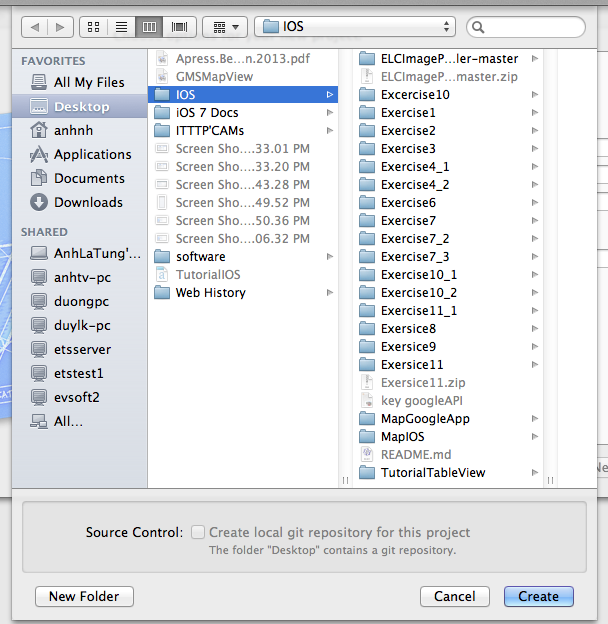 IOS
FAVORITES
All My Files
Desktop
anhnh
Applications
Documents
Downloads
SHARED
AnhLaTung'...
anhtv-pc
duongpc
duylk-pc
etsserver
etstest1
evsoft2
All...
Apress.Be...n.2013.pdf
GMSMapView
IOS
iOS 7 Docs
ITTTP'CAMs
Screen Sho....33.01 PM
Screen Sho....33.20 PM
Screen Sho....43.28 PM
Screen Sho....49.52 PM
Screen Sho....50.36 PM
Screen Sho....06.32 PM
software
TutorialIOS
Web History
ELCImageP...ler-master
ELCImageP...master.zip
Excercise10
Exercise1
Exercise2
Exercise3
Exercise4_1
Exercise4_2
Exercise6
Exercise7
Exercise7_2
Exercise7_3
Exercise10_1
Exercise10_2
Exercise11_1
Exersice8
Exersice9
Exersice11
Exersice11.zip
key googleAPI
MapGoogleApp
MapIOS
README.md
TutorialTableView
Source Control: Create local git repository for this project
The folder "Desktop" contains a git repository.
New Folder
Cancel
Create